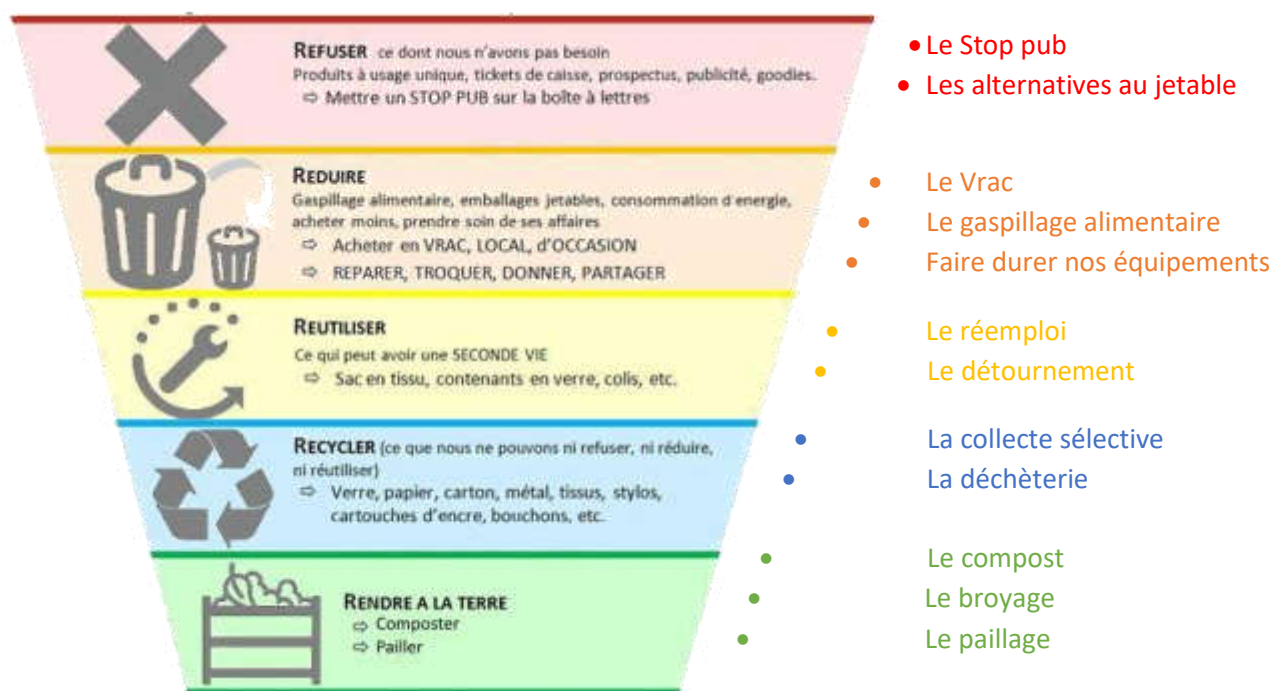 REFUSER ce dont nous n'avons pas besoin
Produits à usage unique, tickets de caisse, prospectus, publicité, goodies.
⇨ Mettre un STOP PUB sur la boîte à lettres
• Le Stop pub
• Les alternatives au jetable
REDUIRE
Gaspillage alimentaire, emballages jetables, consommation d'energie,
acheter moins, prendre soin de ses affaires
⇨ Acheter en VRAC, LOCAL, d'OCCASION
⇨ REPARER, TROQUER, DONNER, PARTAGER
• Le Vrac
• Le gaspillage alimentaire
• Faire durer nos équipements
REUTILISER
Ce qui peut avoir une SECONDE VIE
⇨ Sac en tissu, contenants en verre, colis, etc.
• Le réemploi
• Le détournement
RECYCLER (ce que nous ne pouvons ni refuser, ni réduire,
ni réutiliser)
⇨ Verre, papier, carton, métal, tissus, stylos,
cartouches d'encre, bouchons, etc.
• La collecte sélective
• La déchèterie
RENDRE A LA TERRE
⇨ Composter
⇨ Pailler
• Le compost
• Le broyage
• Le paillage